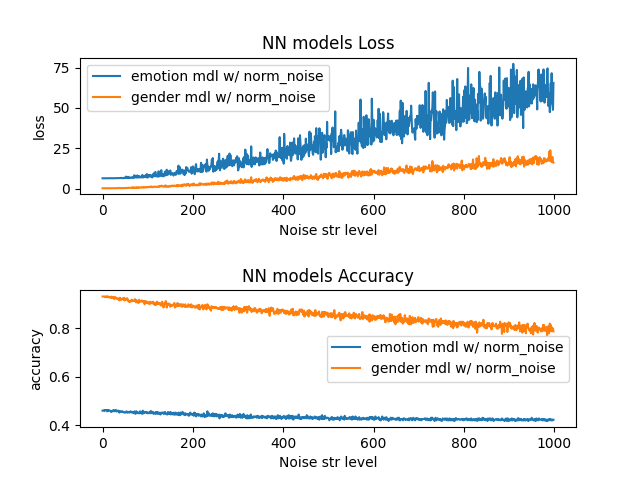 NN models Loss
75
50
25
0
loss
emotion mdl w/ norm_noise
gender mdl w/ norm_noise
0 200 400 600 800 1000
Noise str level
NN models Accuracy
0.8
0.6
0.4
accuracy
emotion mdl w/ norm_noise
gender mdl w/ norm_noise
0 200 400 600 800 1000
Noise str level